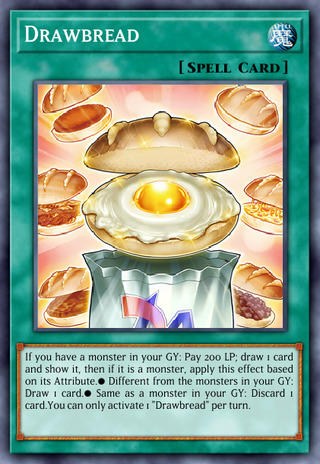 Drawbread
魔
[Spell Card]
If you have a monster in your GY: Pay 200 LP; draw 1 card
and show it, then if it is a monster, apply this effect based
on its Attribute.● Different from the monsters in your GY:
Draw 1 card.● Same as a monster in your GY: Discard 1
card.You can only activate 1 "Drawbread" per turn.